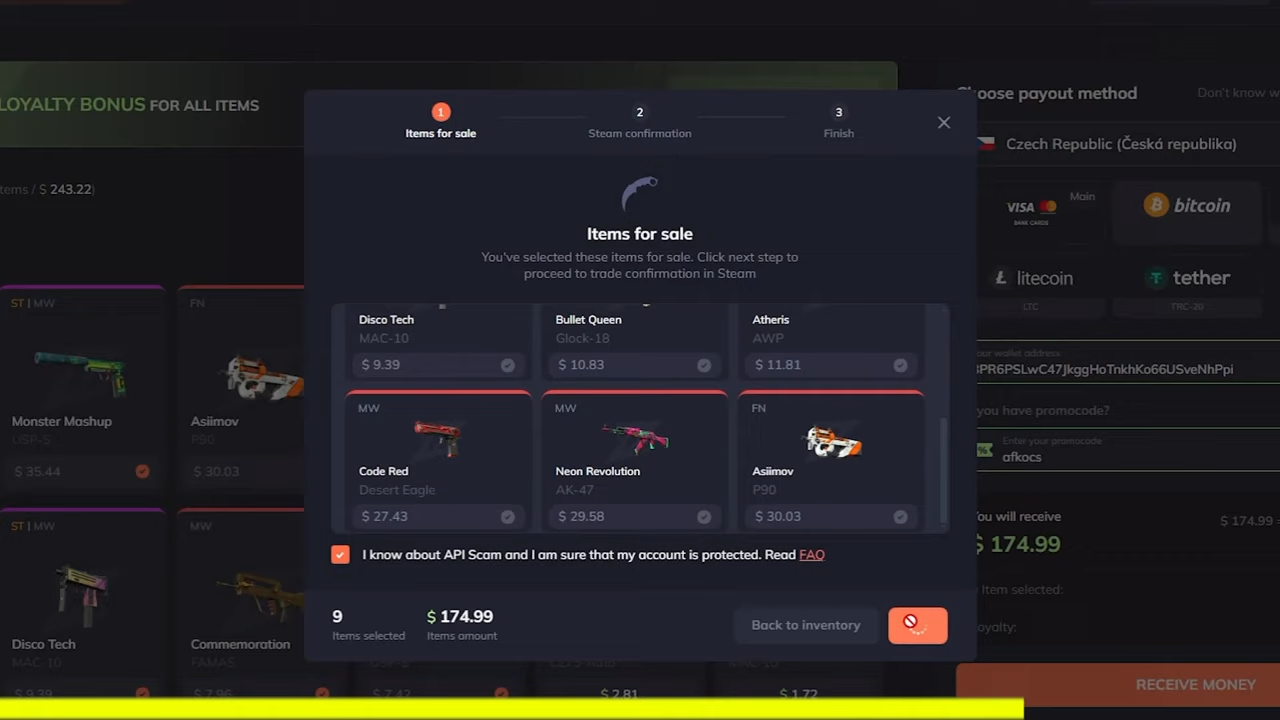 LOYALTY BONUS FOR ALL ITEMS
tems / $ 243.22)
ST | MW
FN
Monster Mashup
USP-S
$ 35.44
Asiimov
P90
$ 30.03
ST | MW
MW
Disco Tech
MAC-10
$ 9.39
Commemoration
FAMAS
$ 7.96
$ 7.42
$ 2.81
$ 1.72
1
Items for sale
2
Steam confirmation
3
Finish
Items for sale
You've selected these items for sale. Click next step to
proceed to trade confirmation in Steam
Disco Tech
MAC-10
$ 9.39
Bullet Queen
Glock-18
$ 10.83
Atheris
AWP
$ 11.81
MW
Code Red
Desert Eagle
$ 27.43
MW
Neon Revolution
AK-47
$ 29.58
FN
Asiimov
P90
$ 30.03
I know about API Scam and I am sure that my account is protected. Read FAQ
9
Items selected
$ 174.99
Items amount
Back to inventory
hoose payout method
Don't know w
Czech Republic (Česká republika)
VISA
BANK CARDS
Main
bitcoin
litecoin
LTC
tether
TRC-20
our wallet address
PR6PSLwC47JkggHoTnkhKo66USveNhPpi
you have promocode?
Enter your promocode
afkocs
You will receive
$ 174.99
$ 174.99
Item selected:
oyalty:
RECEIVE MONEY